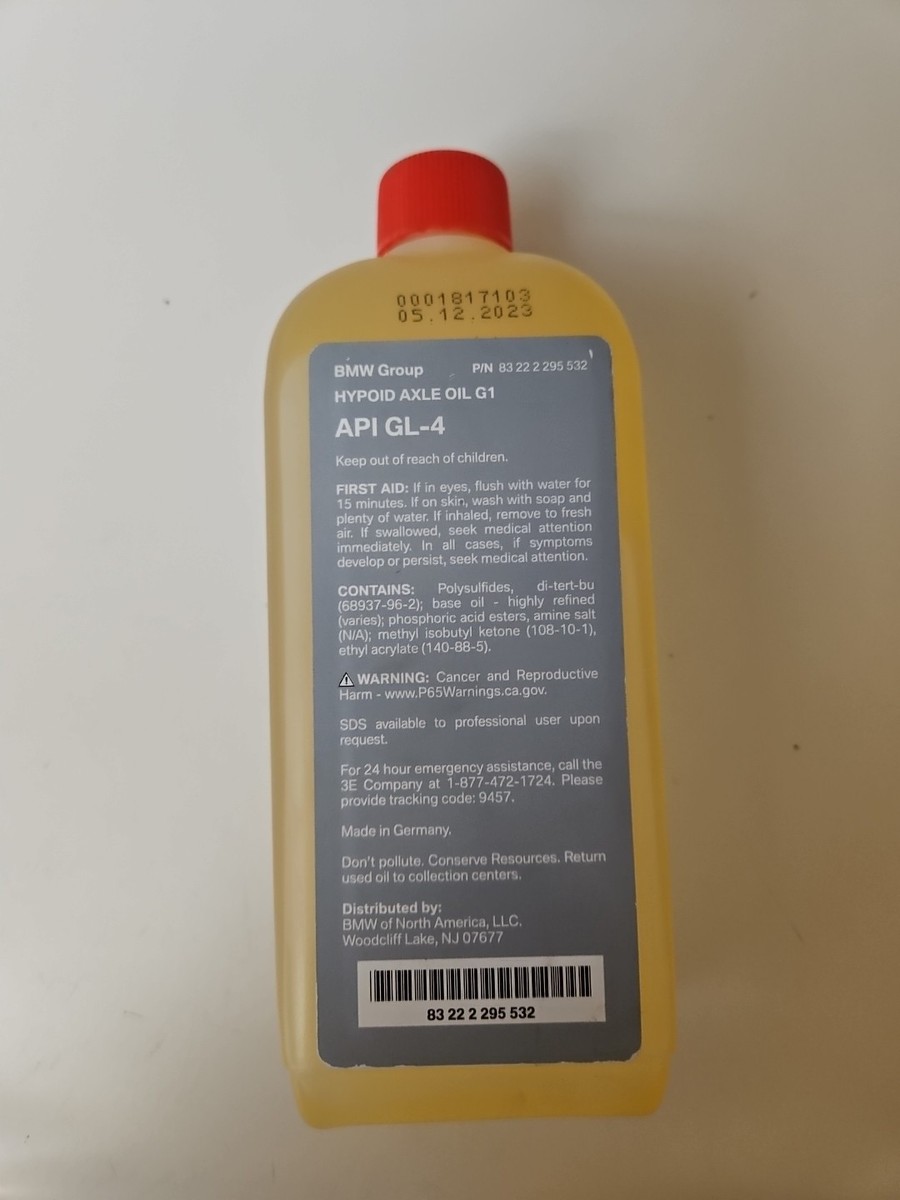 0001817103
05.12.2023
BMW Group P/N 83 22 2 295 532
HYPOID AXLE OIL G1
API GL-4
Keep out of reach of children.
FIRST AID: If in eyes, flush with water for
15 minutes. If on skin, wash with soap and
plenty of water. If inhaled, remove to fresh
air. If swallowed, seek medical attention
immediately. In all cases, if symptoms
develop or persist, seek medical attention.
CONTAINS: Polysulfides, di-tert-bu
(68937-96-2); base oil - highly refined
(varies); phosphoric acid esters, amine salt
(N/A); methyl isobutyl ketone (108-10-1),
ethyl acrylate (140-88-5).
⚠ WARNING: Cancer and Reproductive
Harm - www.P65Warnings.ca.gov.
SDS available to professional user upon
request.
For 24 hour emergency assistance, call the
3E Company at 1-877-472-1724. Please
provide tracking code: 9457.
Made in Germany.
Don't pollute. Conserve Resources. Return
used oil to collection centers.
Distributed by:
BMW of North America, LLC.
Woodcliff Lake, NJ 07677
83 22 2 295 532